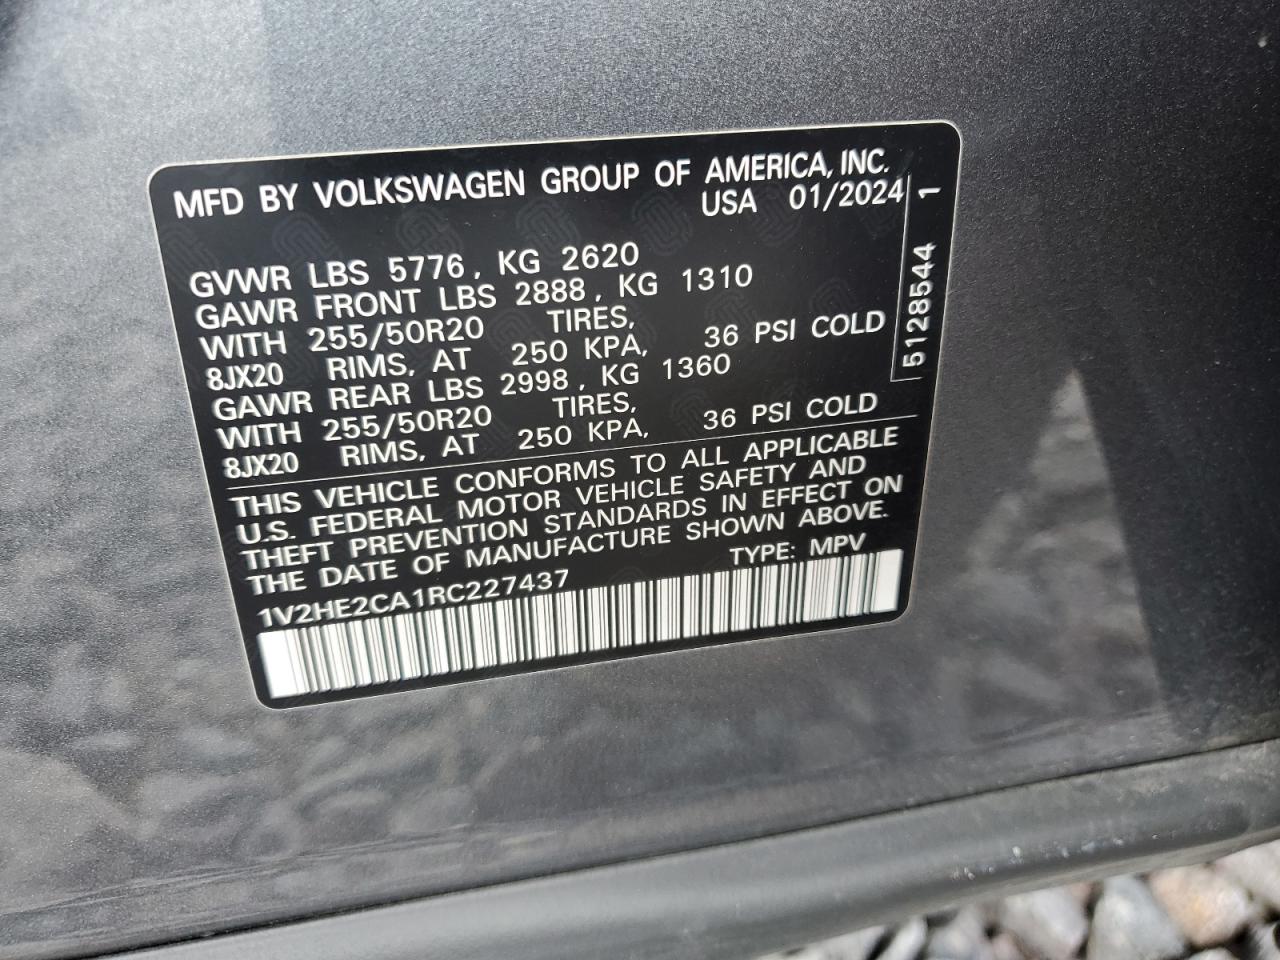 MFD BY VOLKSWAGEN GROUP OF AMERICA, INC.
USA 01/2024
GVWR LBS 5776, KG 2620
GAWR FRONT LBS 2888, KG 1310
WITH 255/50R20 TIRES,
8JX20 RIMS, AT 250 KPA, 36 PSI COLD
GAWR REAR LBS 2998, KG 1360
WITH 255/50R20 TIRES,
8JX20 RIMS, AT 250 KPA, 36 PSI COLD
THIS VEHICLE CONFORMS TO ALL APPLICABLE
U.S. FEDERAL MOTOR VEHICLE SAFETY AND
THEFT PREVENTION STANDARDS IN EFFECT ON
THE DATE OF MANUFACTURE SHOWN ABOVE.
1V2HE2CA1RC227437 TYPE: MPV
5128544 1